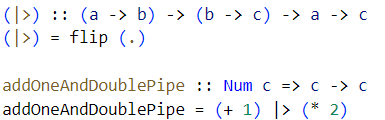 (|>) :: (a -> b) -> (b -> c) -> a -> c
(|>) = flip (.)
addOneAndDoublePipe :: Num c => c -> c
addOneAndDoublePipe = (+ 1) |> (* 2)